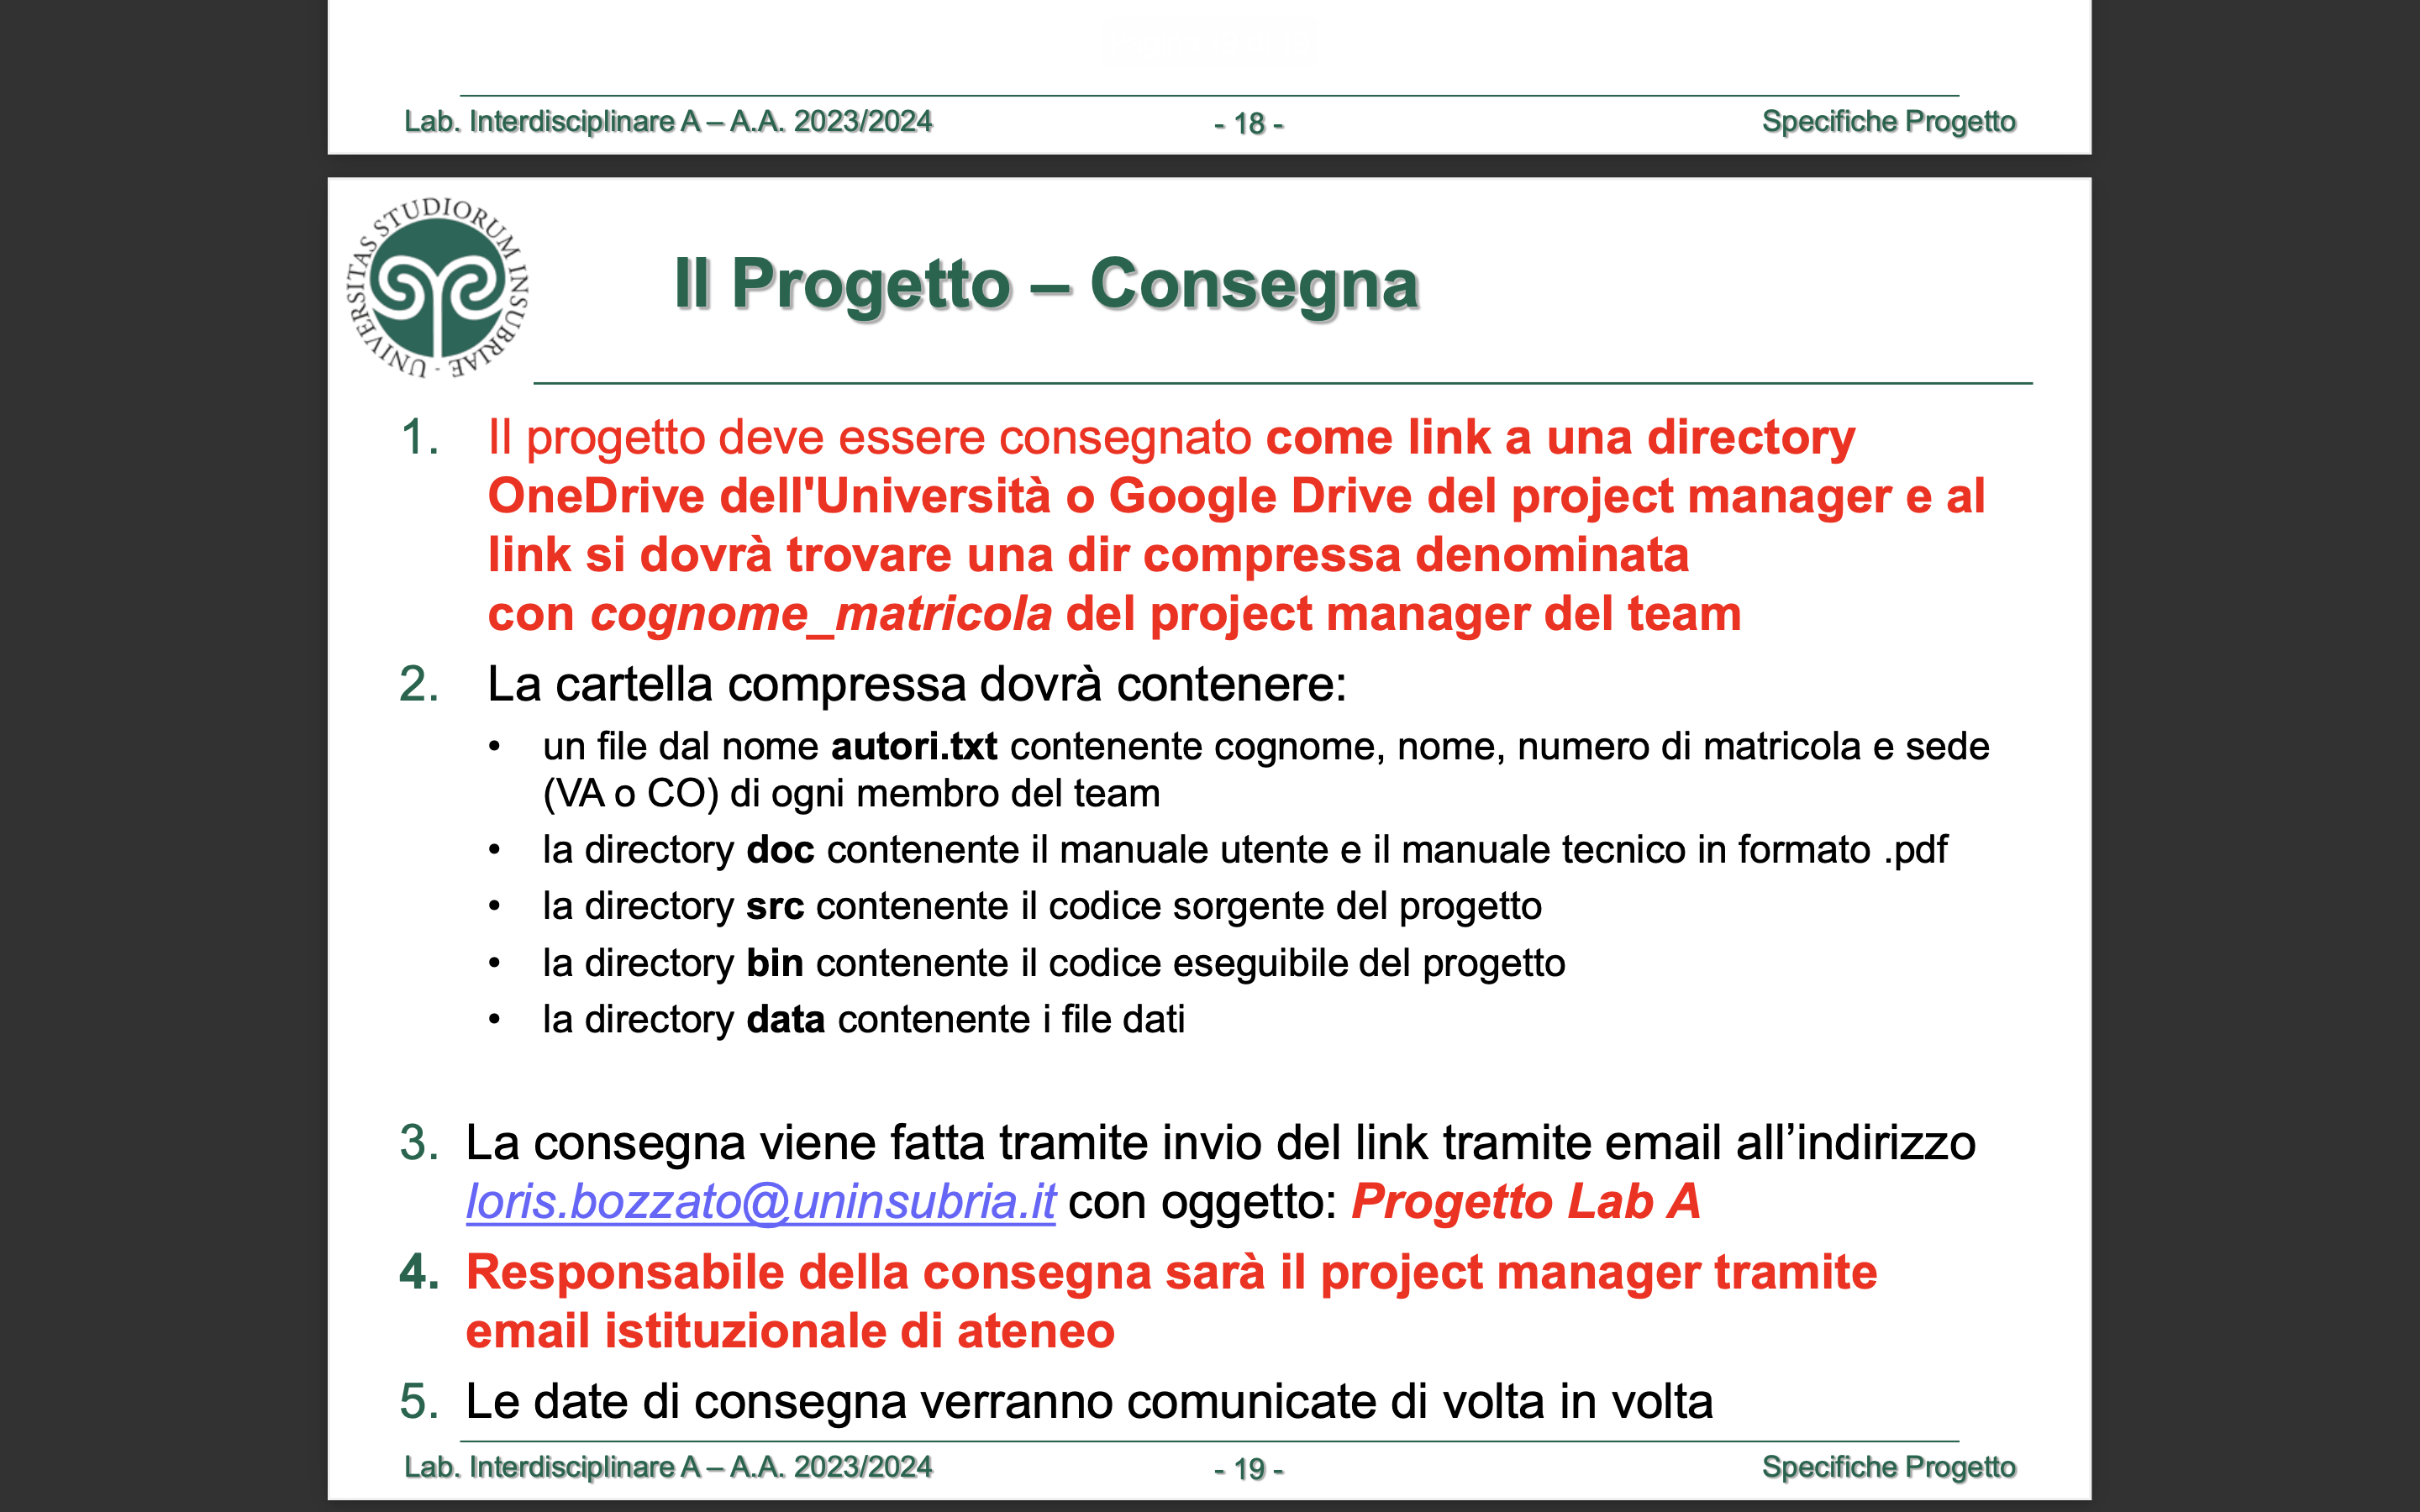 Lab. Interdisciplinare A – A.A. 2023/2024
- 18 -
Specifiche Progetto
UNIVERSITAS STUDIORUM INSUBRIAE -
Il Progetto – Consegna
1. Il progetto deve essere consegnato come link a una directory
OneDrive dell'Università o Google Drive del project manager e al
link si dovrà trovare una dir compressa denominata
con cognome_matricola del project manager del team
2. La cartella compressa dovrà contenere:
• un file dal nome autori.txt contenente cognome, nome, numero di matricola e sede
(VA o CO) di ogni membro del team
• la directory doc contenente il manuale utente e il manuale tecnico in formato .pdf
• la directory src contenente il codice sorgente del progetto
• la directory bin contenente il codice eseguibile del progetto
• la directory data contenente i file dati
3. La consegna viene fatta tramite invio del link tramite email all’indirizzo
loris.bozzato@uninsubria.it con oggetto: Progetto Lab A
4. Responsabile della consegna sarà il project manager tramite
email istituzionale di ateneo
5. Le date di consegna verranno comunicate di volta in volta
Lab. Interdisciplinare A – A.A. 2023/2024
- 19 -
Specifiche Progetto